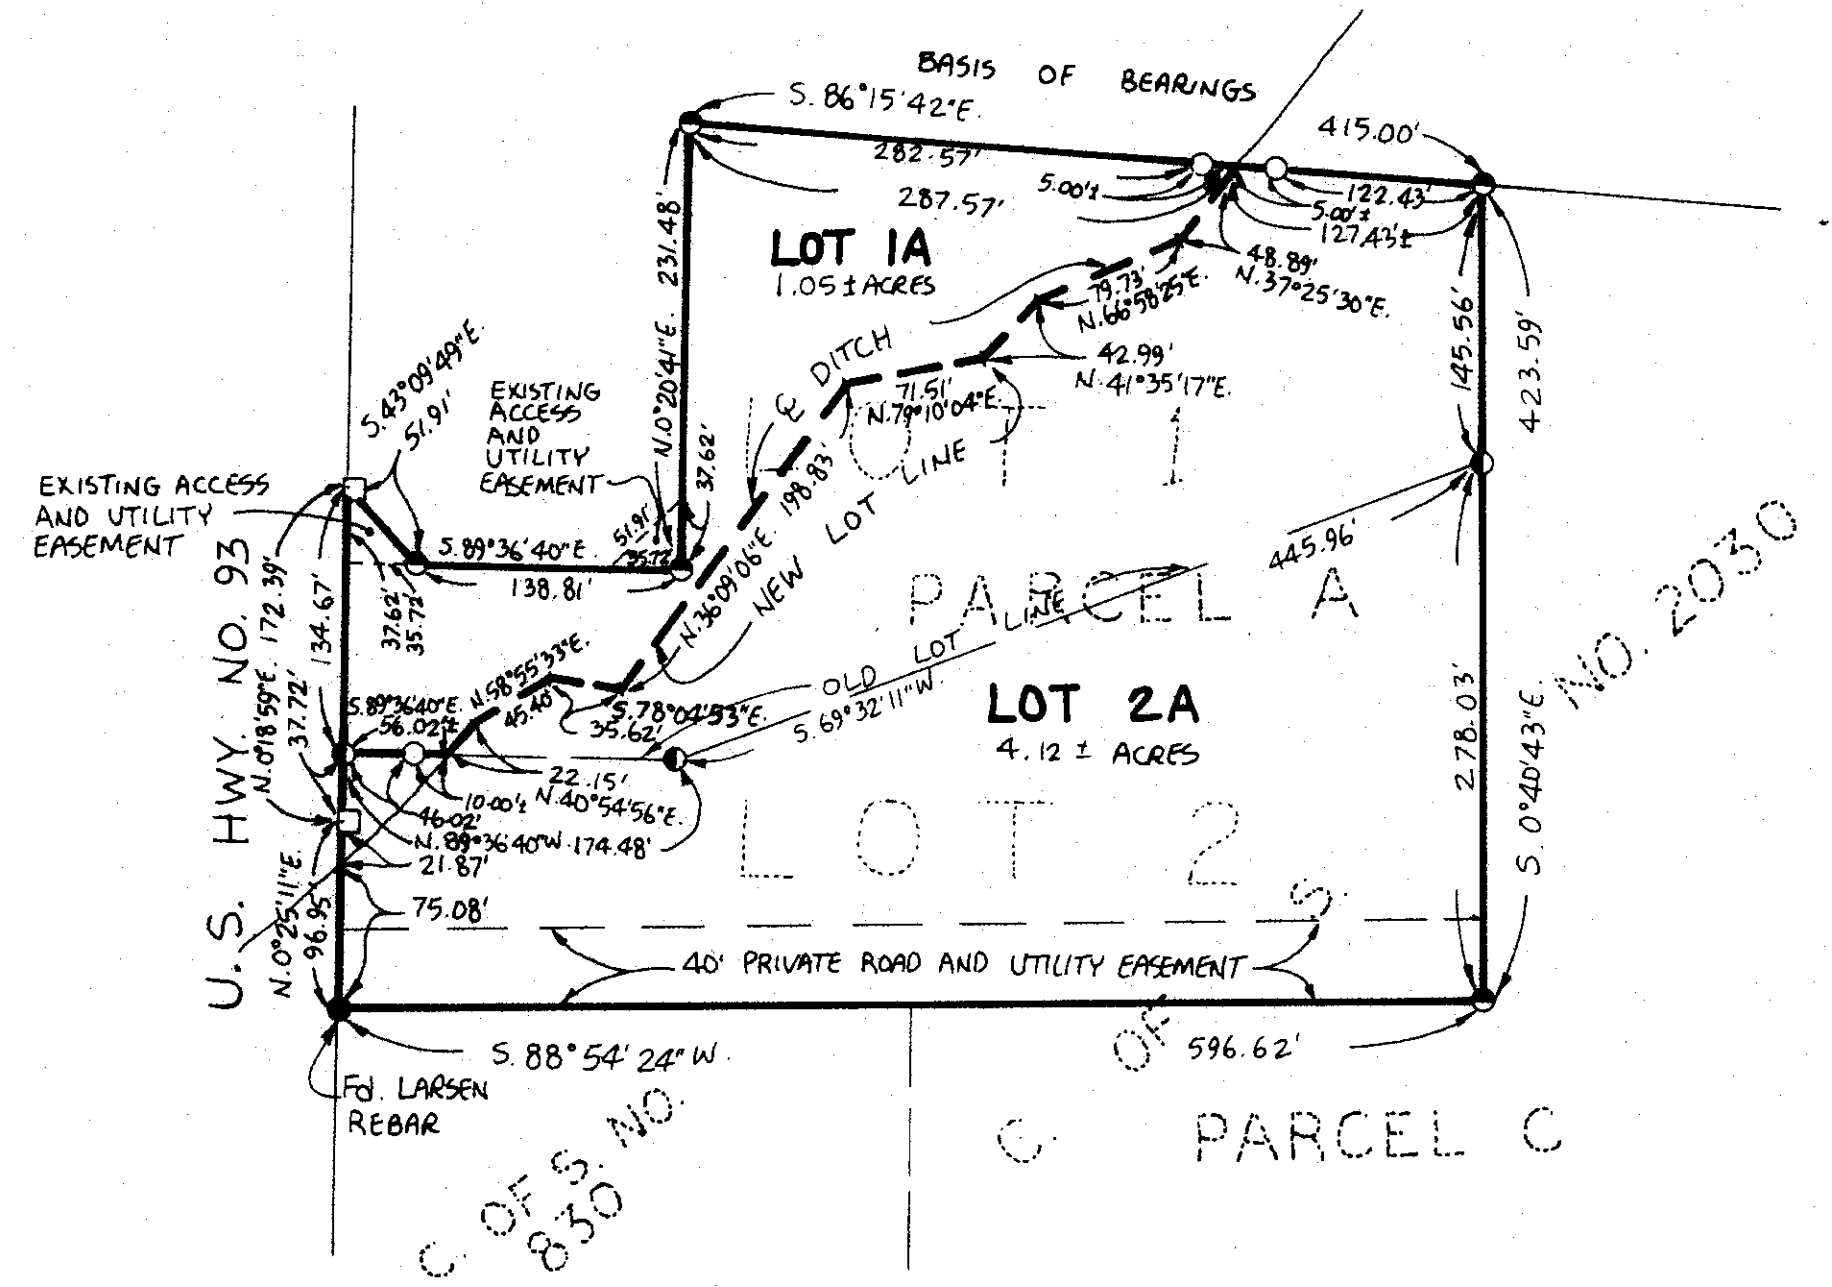 BASIS OF BEARINGS
S. 86°15'42"E.
415.00'
282.57'
287.57'
5.00'±
122.43'
5.00'±
127.43'±
LOT 1A
1.05 ± ACRES
48.89'
N.37°25'30"E.
79.73'
N.66°58'25"E.
42.99'
N.41°35'17"E.
71.51'
N.79°10'04"E.
℄ DITCH
N.0°20'41"E. 231.48'
37.62'
145.56'
423.59'
S.43°09'49"E.
51.91'
EXISTING
ACCESS
AND
UTILITY
EASEMENT
EXISTING ACCESS
AND UTILITY
EASEMENT
S.89°36'40"E.
138.81'
51.91'
35.72'
N.36°09'06"E. 198.83'
NEW LOT LINE
LOT 1
445.96'
PARCEL A
NO. 2030
U.S. HWY. NO. 93
N.0°18'59"E. 172.39'
134.67'
37.62'
35.72'
37.72'
S.89°36'40"E.
56.02'±
N.58°55'33"E.
45.40'
S.78°04'53"E.
35.62'
OLD LOT LINE
S.69°32'11"W.
LOT 2A
4.12 ± ACRES
278.03'
S.0°40'43"E.
22.15'
N.40°54'56"E.
10.00'±
46.02'
N.89°36'40"W. 174.48'
21.87'
75.08'
N.0°25'11"E.
96.95'
LOT 2
40' PRIVATE ROAD AND UTILITY EASEMENT
S. 88°54'24"W.
596.62'
Fd. LARSEN
REBAR
C. OF S.
PARCEL C
C. OF S. NO.
830